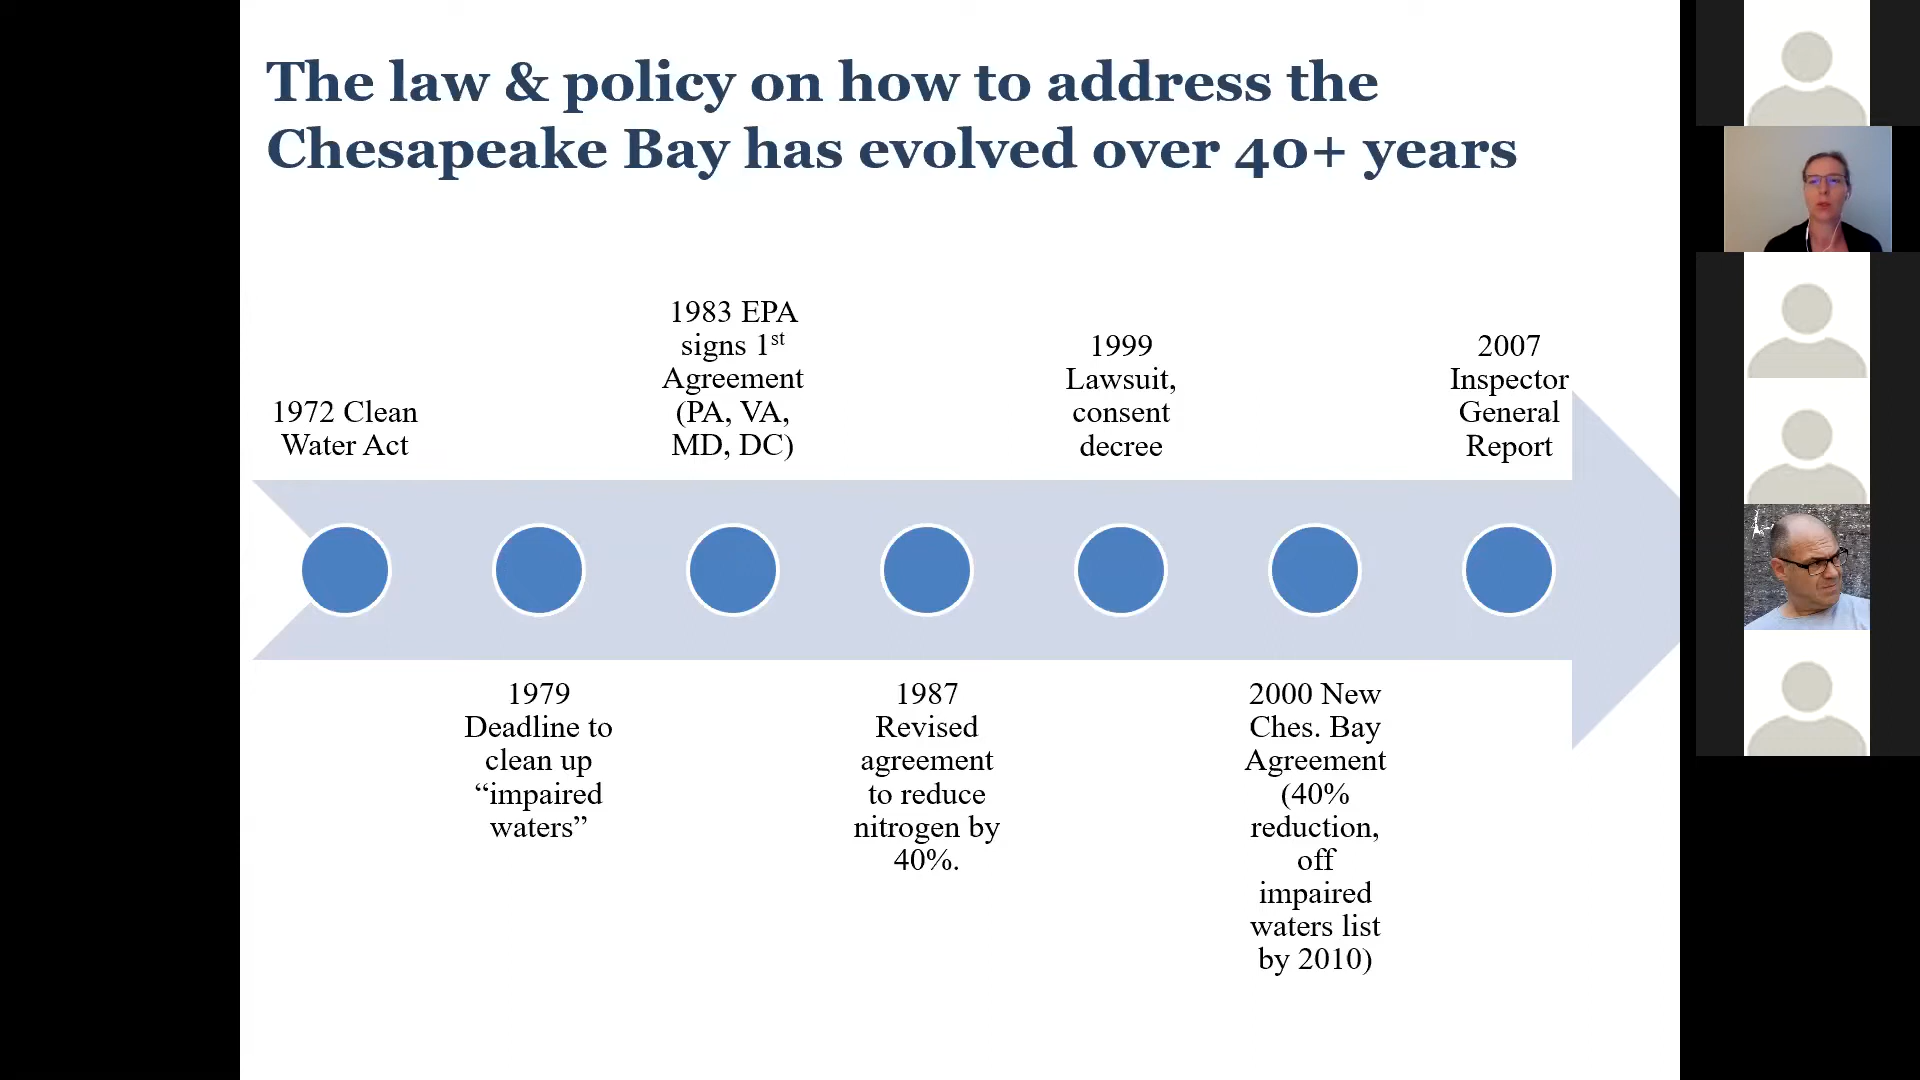 The law & policy on how to address the
Chesapeake Bay has evolved over 40+ years
1972 Clean
Water Act
1979
Deadline to
clean up
“impaired
waters”
1983 EPA
signs 1st
Agreement
(PA, VA,
MD, DC)
1987
Revised
agreement
to reduce
nitrogen by
40%.
1999
Lawsuit,
consent
decree
2000 New
Ches. Bay
Agreement
(40%
reduction,
off
impaired
waters list
by 2010)
2007
Inspector
General
Report